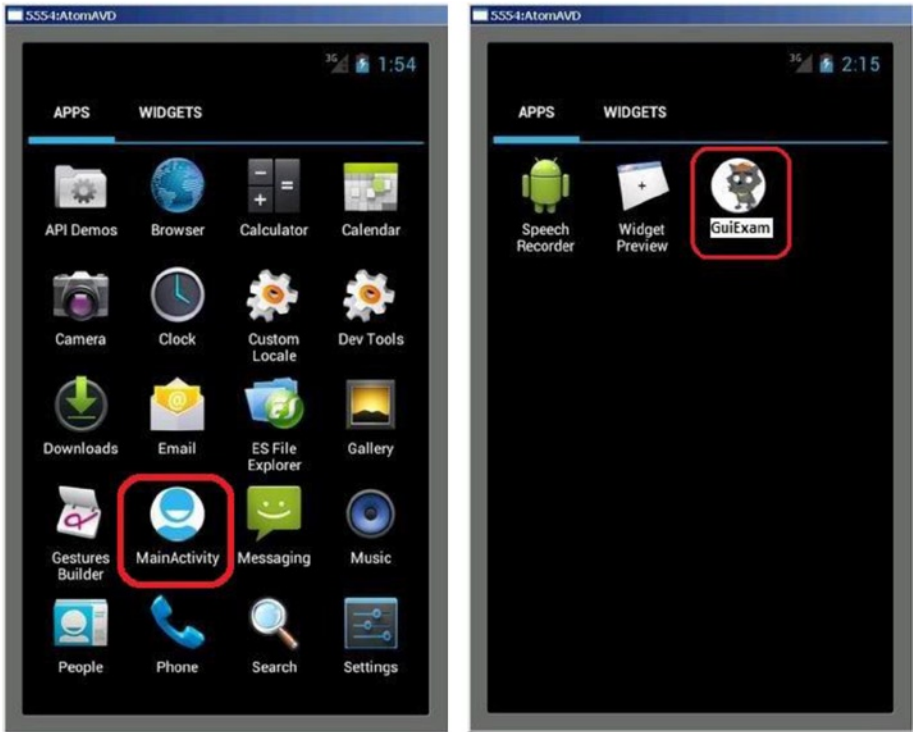 5554:AtomAVD
3G 1:54
APPS WIDGETS
API Demos Browser Calculator Calendar
Camera Clock Custom Locale Dev Tools
Downloads Email ES File Explorer Gallery
Gestures Builder MainActivity Messaging Music
People Phone Search Settings
5554:AtomAVD
3G 2:15
APPS WIDGETS
Speech Recorder Widget Preview GuiExam